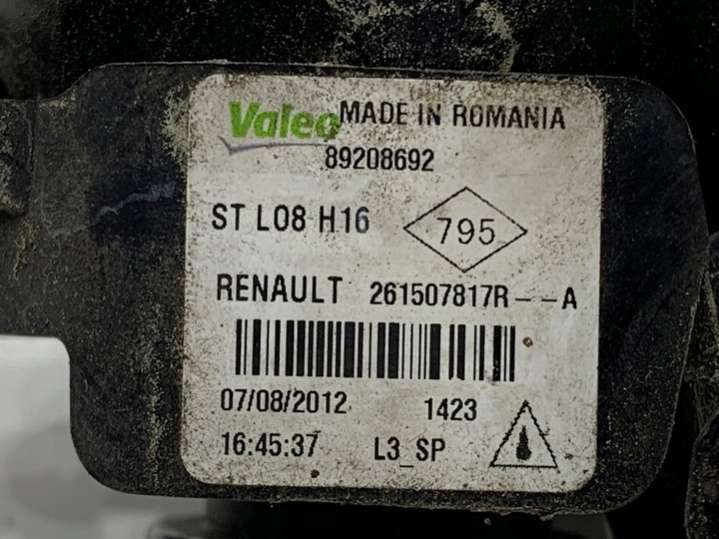 Valeo MADE IN ROMANIA
89208692
ST L08 H16 795
RENAULT 261507817R--A
07/08/2012 1423
16:45:37 L3_SP